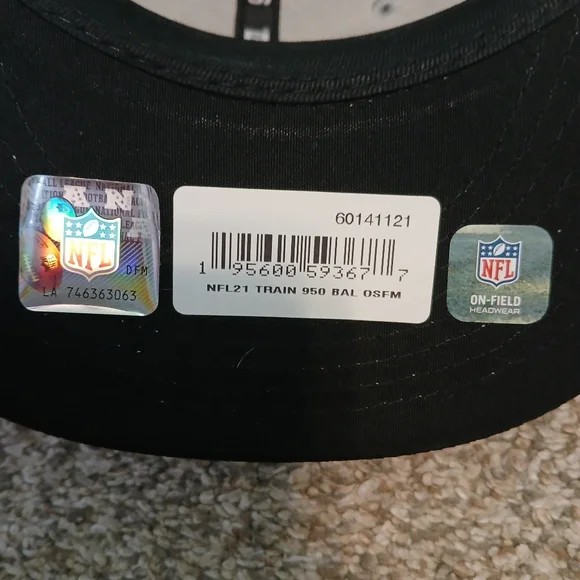 NFL
DFM
LA 746363063
60141121
1 95600 59367 7
NFL21 TRAIN 950 BAL OSFM
NFL
ON-FIELD
HEADWEAR